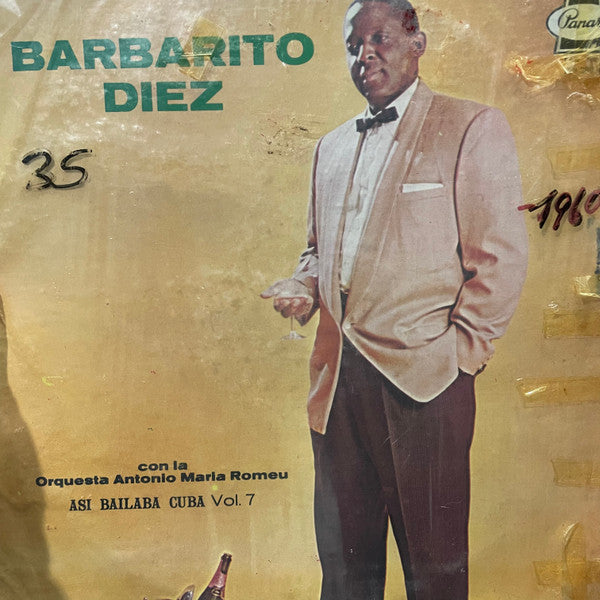 BARBARITO
DIEZ
35
1960
con la
Orquesta Antonio Maria Romeu
ASI BAILABA CUBA Vol. 7